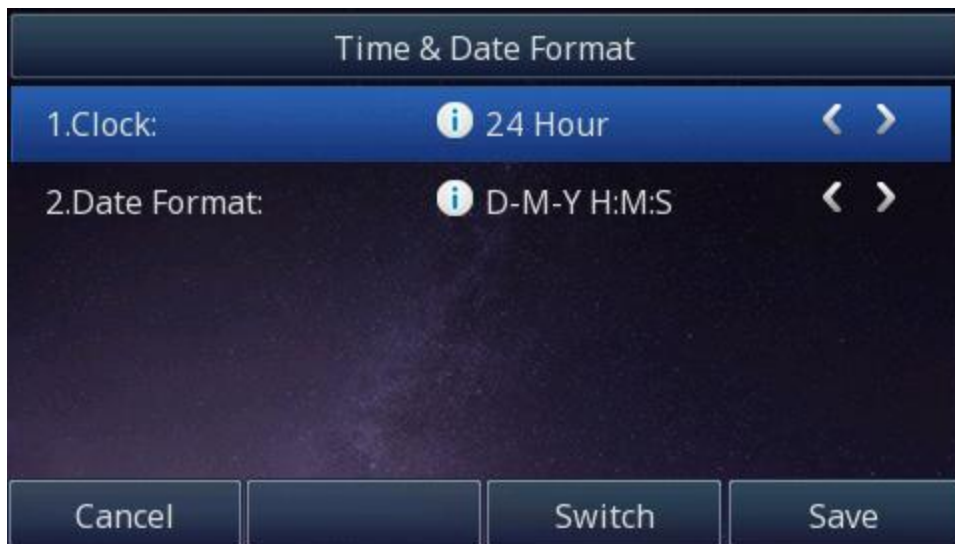 Time & Date Format
1.Clock: 24 Hour
2.Date Format: D-M-Y H:M:S
Cancel Switch Save